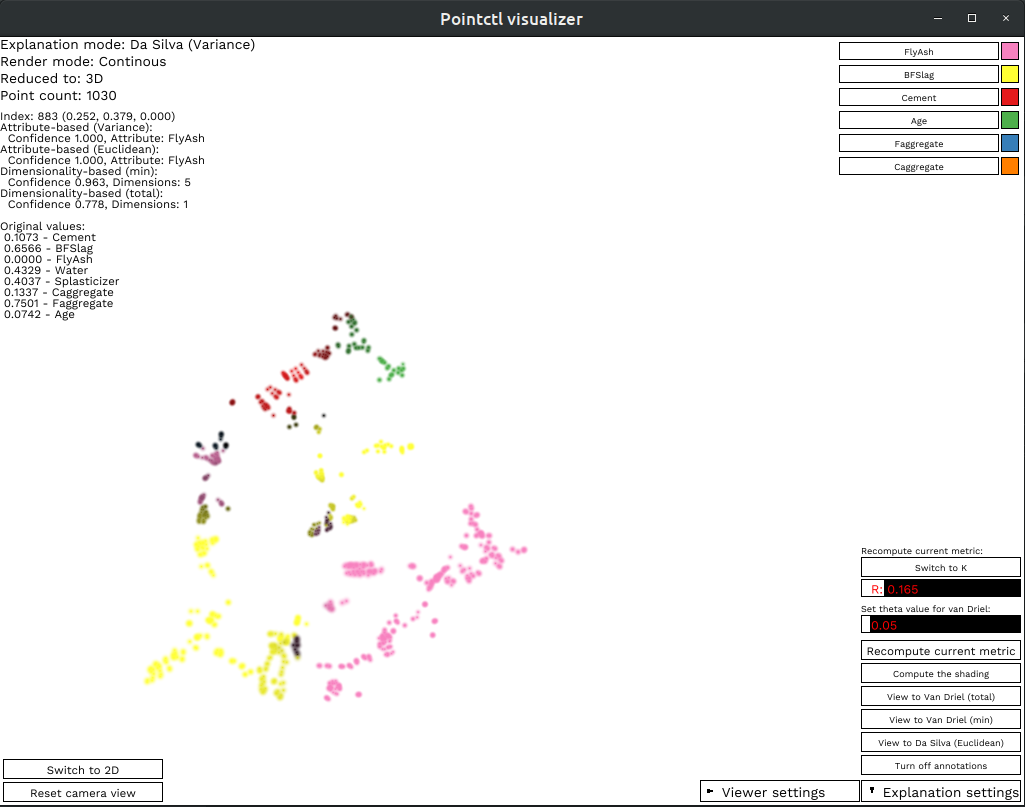 Pointctl visualizer
Explanation mode: Da Silva (Variance)
Render mode: Continous
Reduced to: 3D
Point count: 1030
Index: 883 (0.252, 0.379, 0.000)
Attribute-based (Variance):
Confidence 1.000, Attribute: FlyAsh
Attribute-based (Euclidean):
Confidence 1.000, Attribute: FlyAsh
Dimensionality-based (min):
Confidence 0.963, Dimensions: 5
Dimensionality-based (total):
Confidence 0.778, Dimensions: 1
Original values:
0.1073 - Cement
0.6566 - BFSlag
0.0000 - FlyAsh
0.4329 - Water
0.4037 - Splasticizer
0.1337 - Caggregate
0.7501 - Faggregate
0.0742 - Age
FlyAsh
BFSlag
Cement
Age
Faggregate
Caggregate
Recompute current metric:
Switch to K
R: 0.165
Set theta value for van Driel:
0.05
Recompute current metric
Compute the shading
View to Van Driel (total)
View to Van Driel (min)
View to Da Silva (Euclidean)
Turn off annotations
Switch to 2D
Reset camera view
Viewer settings
Explanation settings